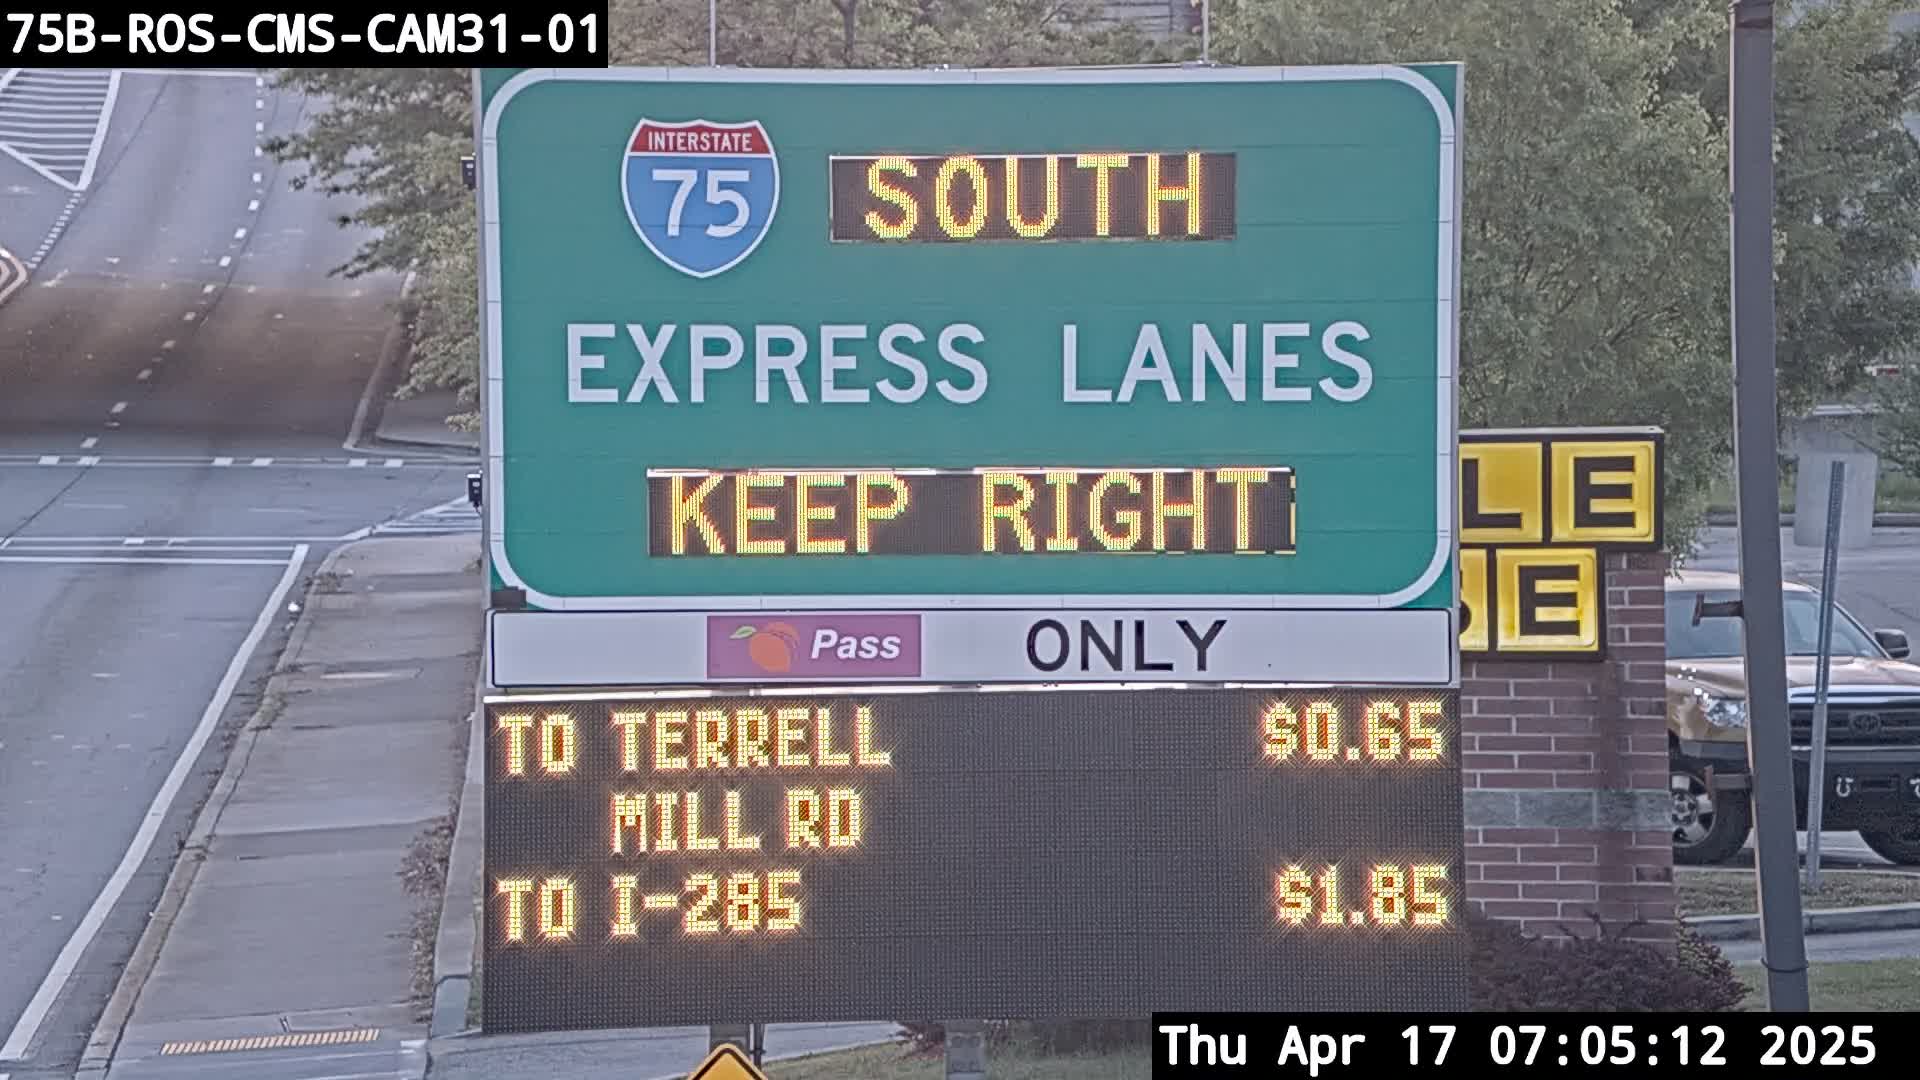 75B-ROS-CMS-CAM31-01
INTERSTATE
75
SOUTH
EXPRESS LANES
KEEP RIGHT
Pass ONLY
TO TERRELL $0.65
MILL RD
TO I-285 $1.85
LE
E
Thu Apr 17 07:05:12 2025